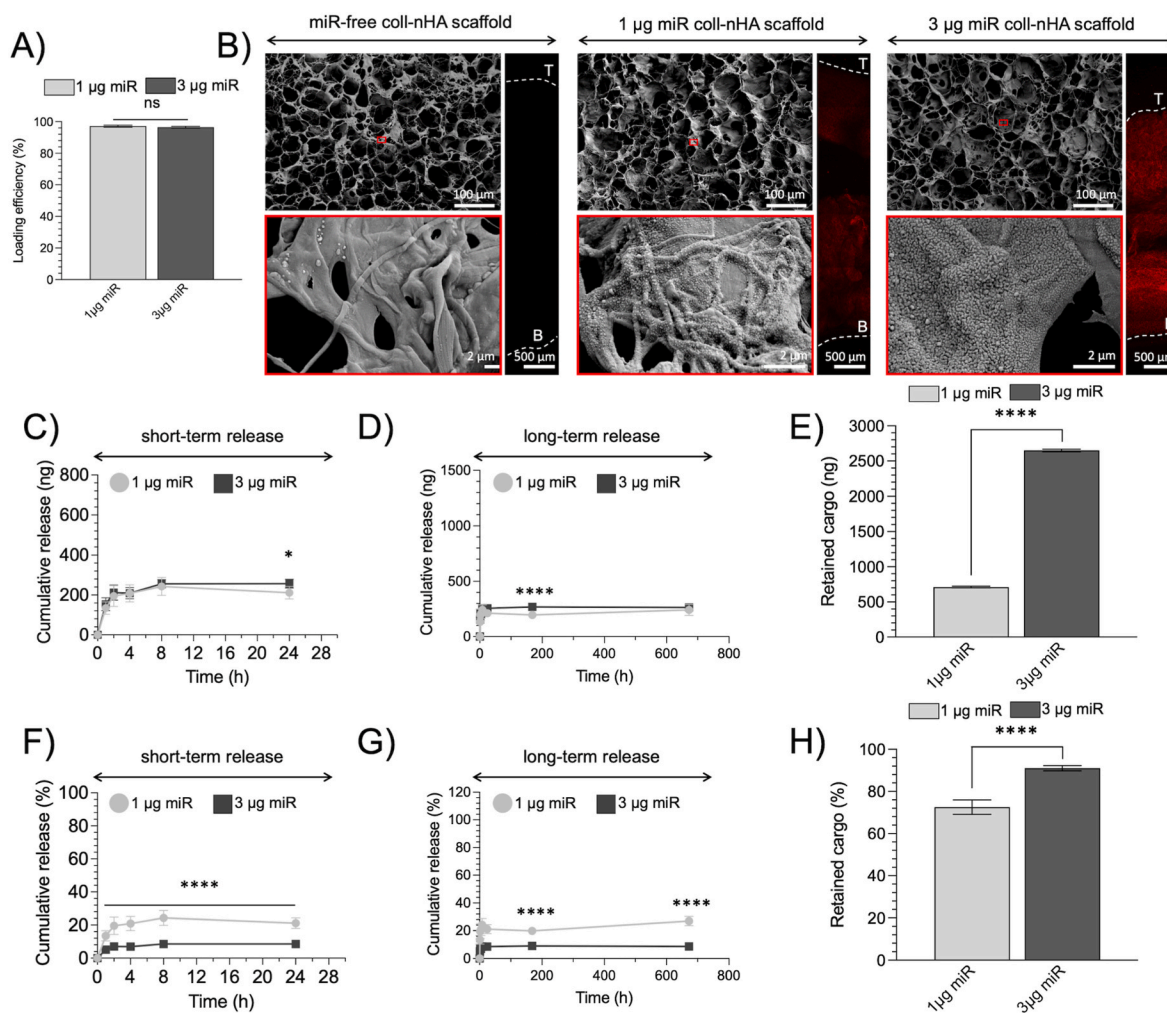 miR-free coll-nHA scaffold
1 µg miR coll-nHA scaffold
3 µg miR coll-nHA scaffold
A)
B)
1 µg miR
3 µg miR
ns
Loading efficiency (%)
100
80
60
40
20
0
1µg miR
3µg miR
T
100 µm
2 µm
B
500 µm
T
100 µm
2 µm
B
500 µm
T
100 µm
2 µm
500 µm
C)
short-term release
1 µg miR
3 µg miR
Cumulative release (ng)
800
600
400
200
0
*
0 4 8 12 16 20 24 28
Time (h)
D)
long-term release
1 µg miR
3 µg miR
Cumulative release (ng)
1500
1000
500
0
****
0 200 400 600 800
Time (h)
E)
1 µg miR
3 µg miR
****
Retained cargo (ng)
3000
2500
2000
1500
1000
500
0
1µg miR
3µg miR
F)
short-term release
1 µg miR
3 µg miR
Cumulative release (%)
100
80
60
40
20
0
****
0 4 8 12 16 20 24 28
Time (h)
G)
long-term release
1 µg miR
3 µg miR
Cumulative release (%)
120
100
80
60
40
20
0
****
****
0 200 400 600 800
Time (h)
H)
1 µg miR
3 µg miR
****
Retained cargo (%)
100
80
60
40
20
0
1µg miR
3µg miR